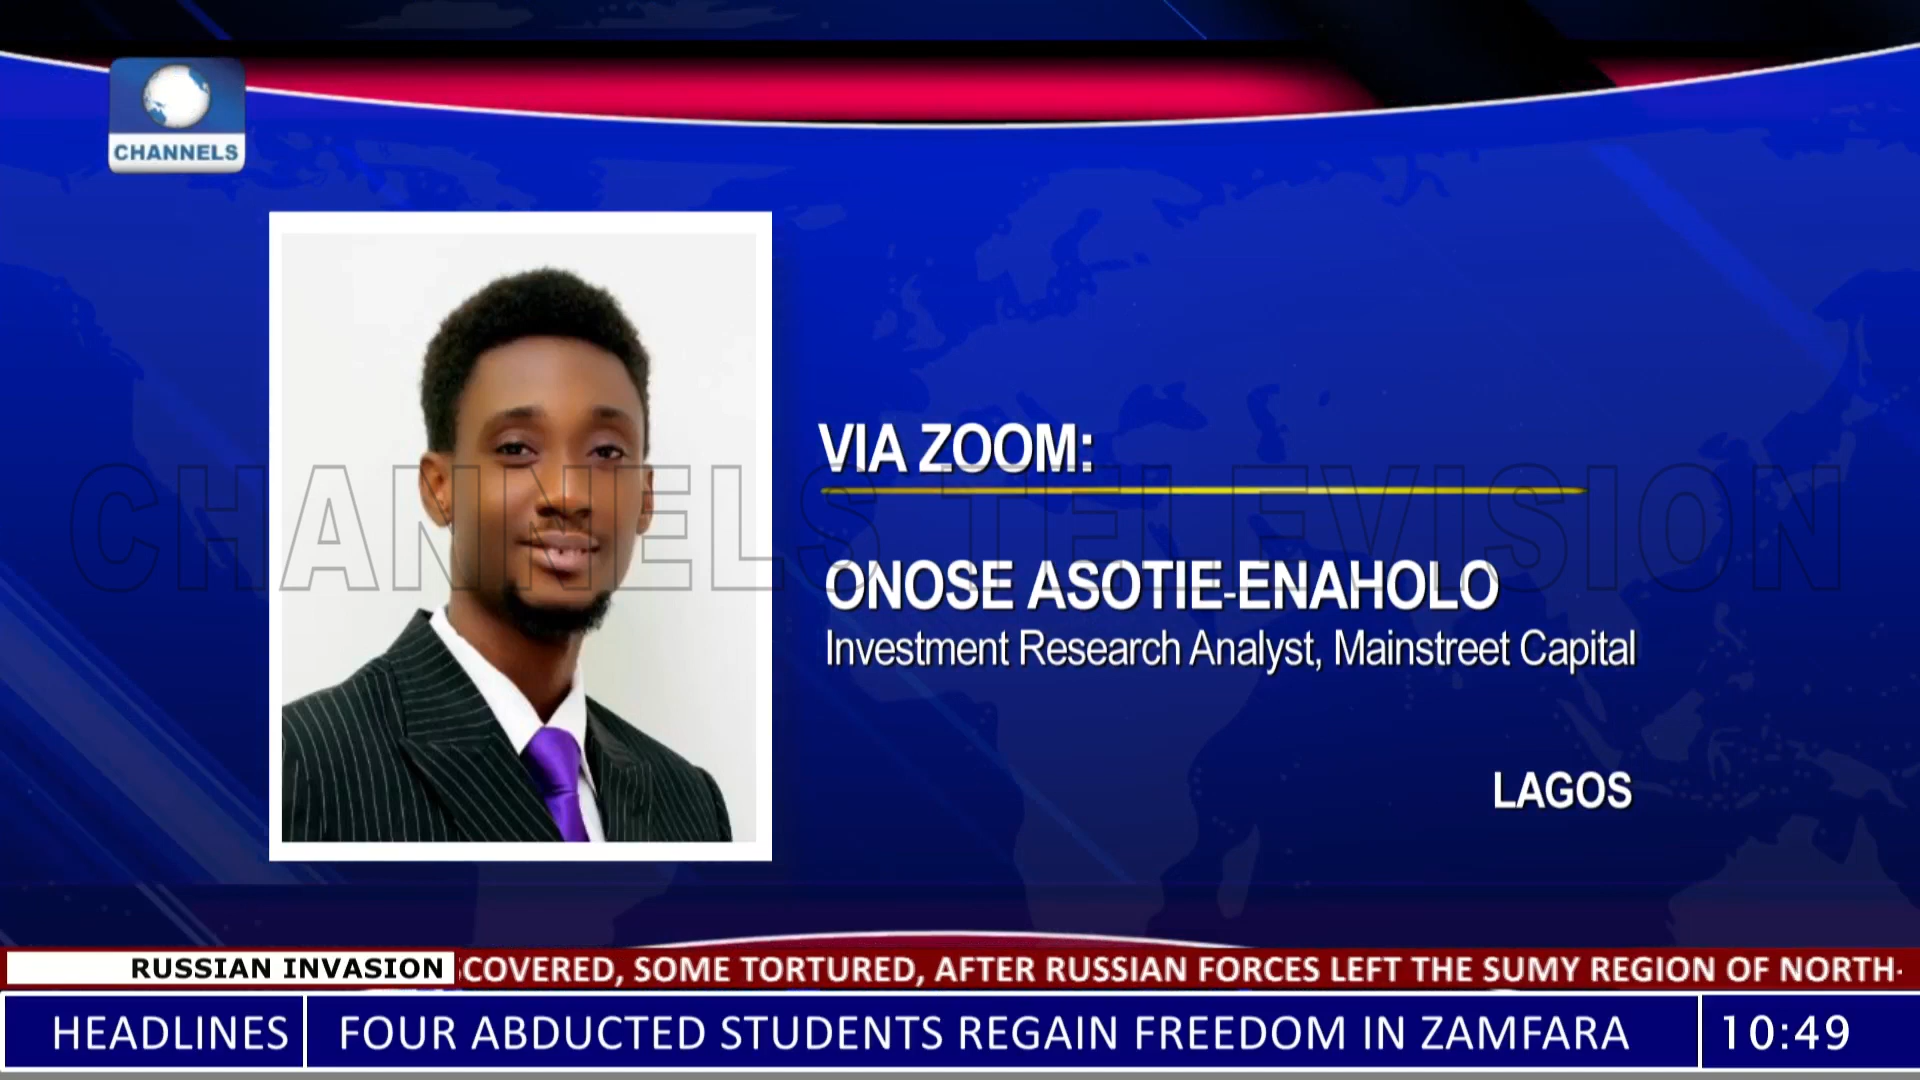 CHANNELS
VIA ZOOM:
CHANNELS TELEVISION
ONOSE ASOTIE-ENAHOLO
Investment Research Analyst, Mainstreet Capital
LAGOS
RUSSIAN INVASION
COVERED, SOME TORTURED, AFTER RUSSIAN FORCES LEFT THE SUMY REGION OF NORTH-
HEADLINES
FOUR ABDUCTED STUDENTS REGAIN FREEDOM IN ZAMFARA
10:49